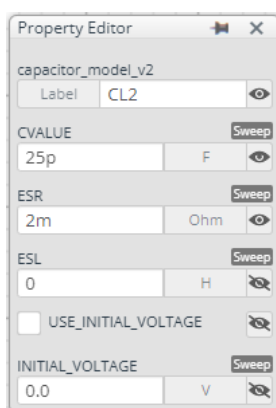 Property Editor
capacitor_model_v2
Label CL2
Sweep
CVALUE
25p F
Sweep
ESR
2m Ohm
Sweep
ESL
0 H
USE_INITIAL_VOLTAGE
Sweep
INITIAL_VOLTAGE
0.0 V